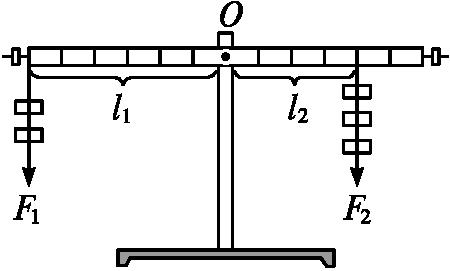 O
l₁ l₂
F₁ F₂